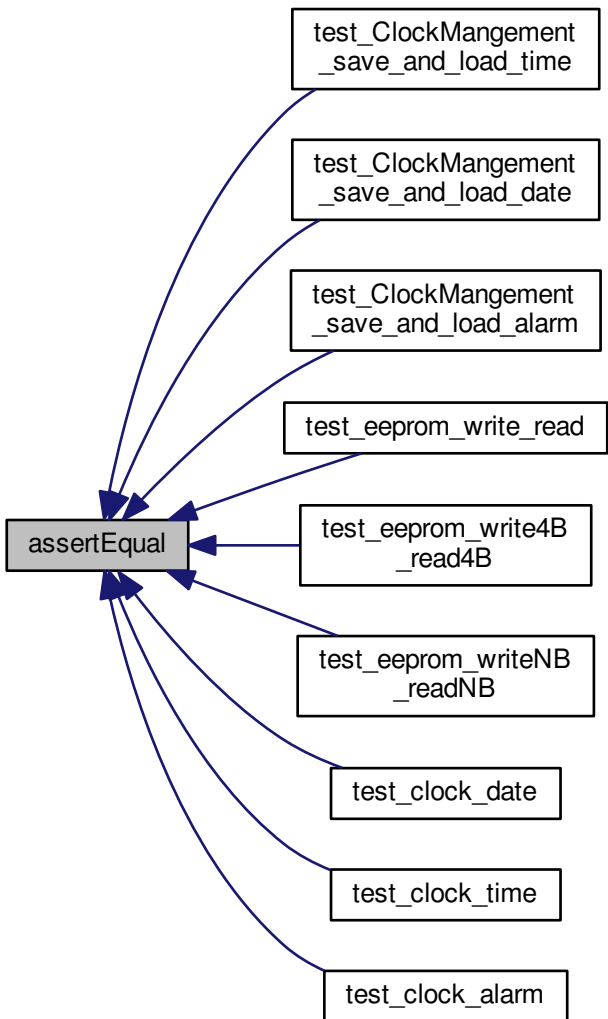 test_ClockMangement
_save_and_load_time
test_ClockMangement
_save_and_load_date
test_ClockMangement
_save_and_load_alarm
test_eeprom_write_read
assertEqual
test_eeprom_write4B
_read4B
test_eeprom_writeNB
_readNB
test_clock_date
test_clock_time
test_clock_alarm